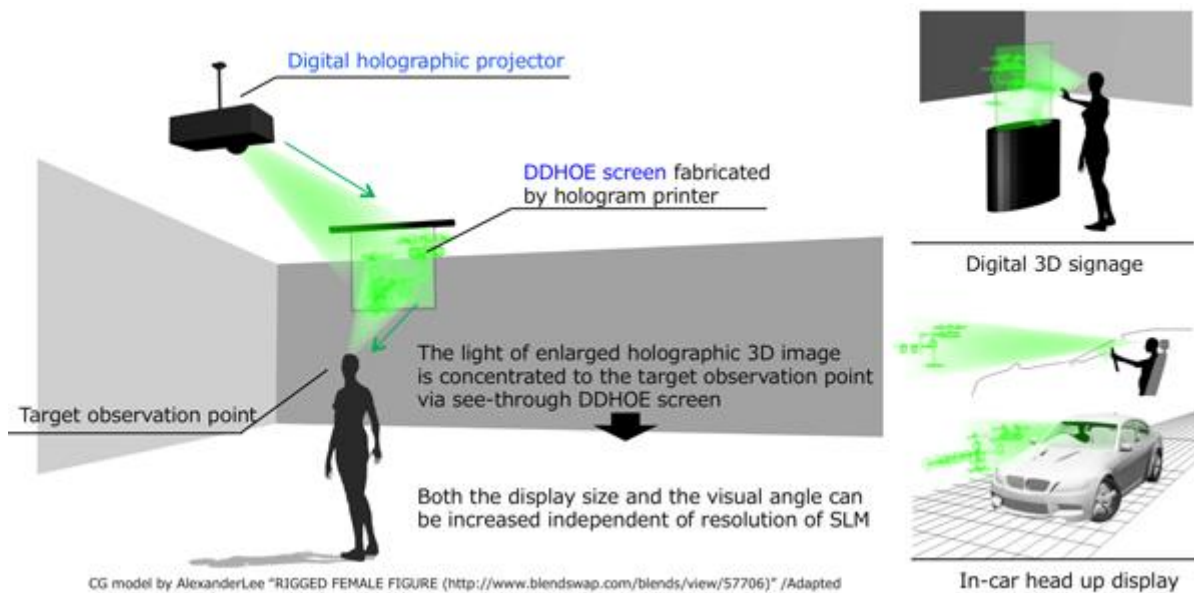 Digital holographic projector
DDHOE screen fabricated
by hologram printer
The light of enlarged holographic 3D image
is concentrated to the target observation point
via see-through DDHOE screen
Target observation point
Both the display size and the visual angle can
be increased independent of resolution of SLM
CG model by AlexanderLee “RIGGED FEMALE FIGURE (http://www.blendswap.com/blends/view/57706)” /Adapted
Digital 3D signage
In-car head up display